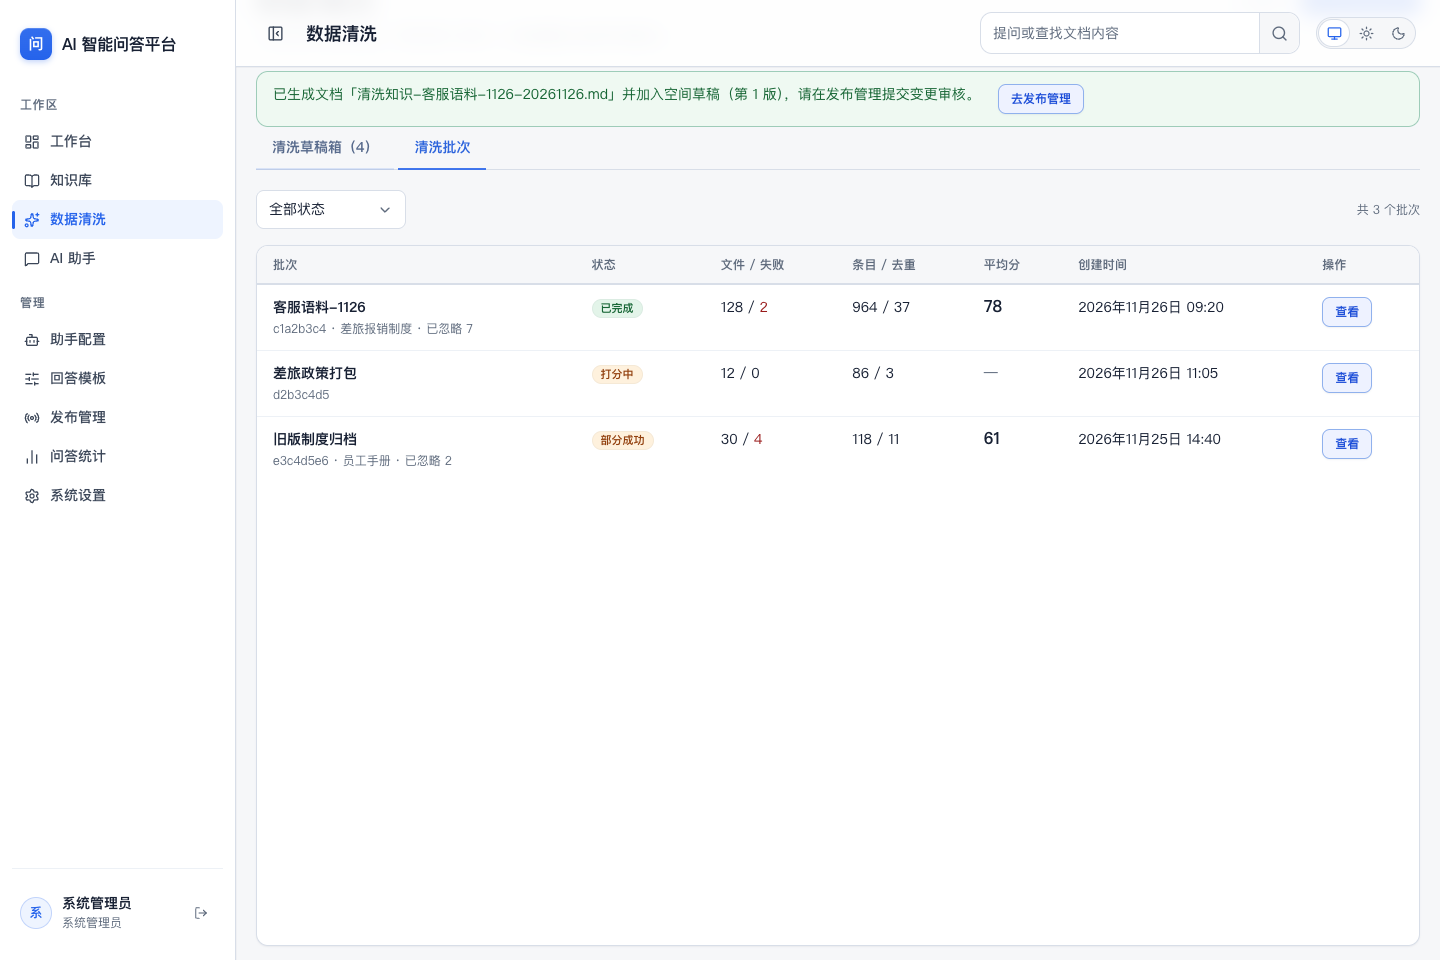 问
AI 智能问答平台
数据清洗
提问或查找文档内容
工作区
工作台
知识库
数据清洗
AI 助手
管理
助手配置
回答模板
发布管理
问答统计
系统设置
系
系统管理员
系统管理员
已生成文档「清洗知识-客服语料-1126-20261126.md」并加入空间草稿（第 1 版），请在发布管理提交变更审核。
去发布管理
清洗草稿箱（4） 清洗批次
全部状态
共 3 个批次
批次 状态 文件 / 失败 条目 / 去重 平均分 创建时间 操作
客服语料-1126 已完成 128 / 2 964 / 37 78 2026年11月26日 09:20 查看
c1a2b3c4 · 差旅报销制度 · 已忽略 7
差旅政策打包 打分中 12 / 0 86 / 3 — 2026年11月26日 11:05 查看
d2b3c4d5
旧版制度归档 部分成功 30 / 4 118 / 11 61 2026年11月25日 14:40 查看
e3c4d5e6 · 员工手册 · 已忽略 2